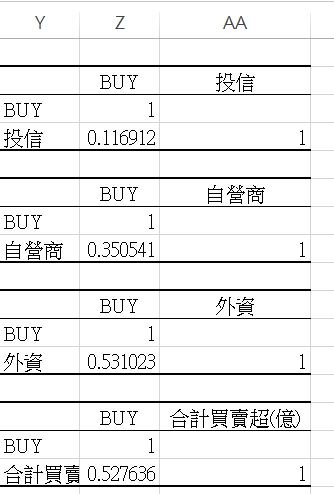 Y Z AA
BUY 投信
BUY 1
投信 0.116912 1
BUY 自營商
BUY 1
自營商 0.350541 1
BUY 外資
BUY 1
外資 0.531023 1
BUY 合計買賣超(億)
BUY 1
合計買賣 0.527636 1